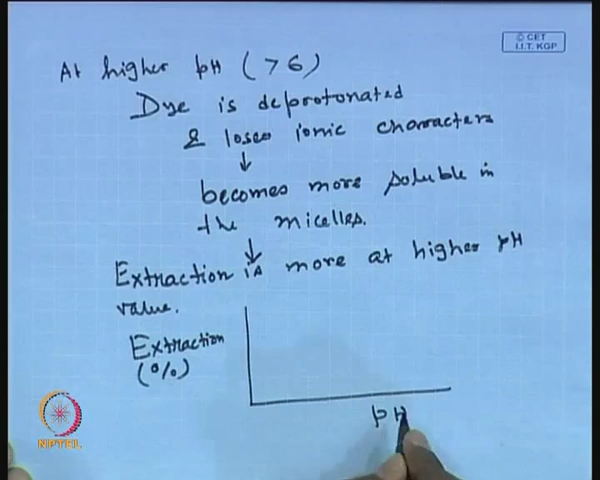 © CET
I.I.T. KGP
At higher pH (>6)
Dye is deprotonated
& loses ionic characters
↓
becomes more soluble in
the micelles.
↓
Extraction is more at higher pH
value.
Extraction
(%)
pH
NPTEL